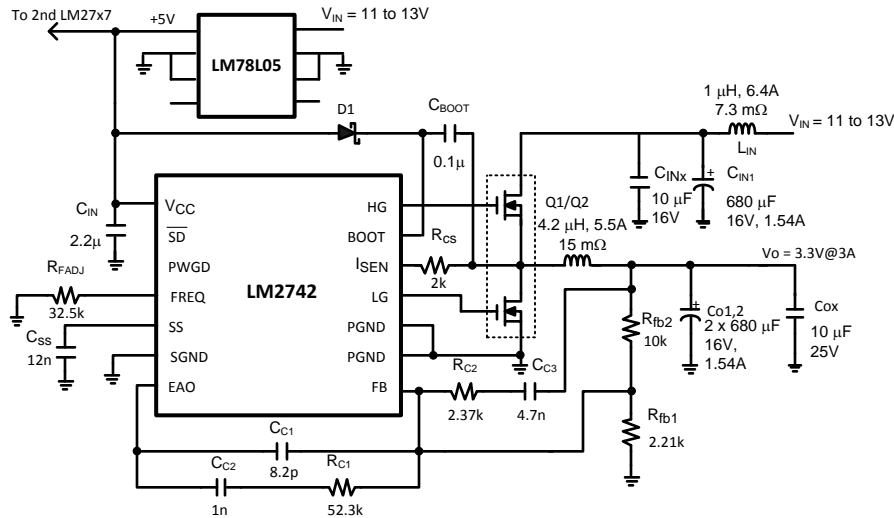 To 2nd LM27x7
+5V
LM78L05
VIN = 11 to 13V
D1
CBOOT
0.1μ
1 μH, 6.4A
7.3 mΩ
LIN
VIN = 11 to 13V
CINx
10 μF
16V
+
CIN1
680 μF
16V, 1.54A
CIN
2.2μ
VCC
SD
PWGD
FREQ
SS
SGND
EAO
LM2742
HG
BOOT
ISEN
LG
PGND
PGND
FB
RCS
2k
Q1/Q2
4.2 μH, 5.5A
15 mΩ
Vo = 3.3V@3A
RFADJ
32.5k
CSS
12n
Rfb2
10k
+
Co1,2
2 x 680 μF
16V,
1.54A
Cox
10 μF
25V
RC2
2.37k
CC3
4.7n
Rfb1
2.21k
CC1
8.2p
CC2
1n
RC1
52.3k